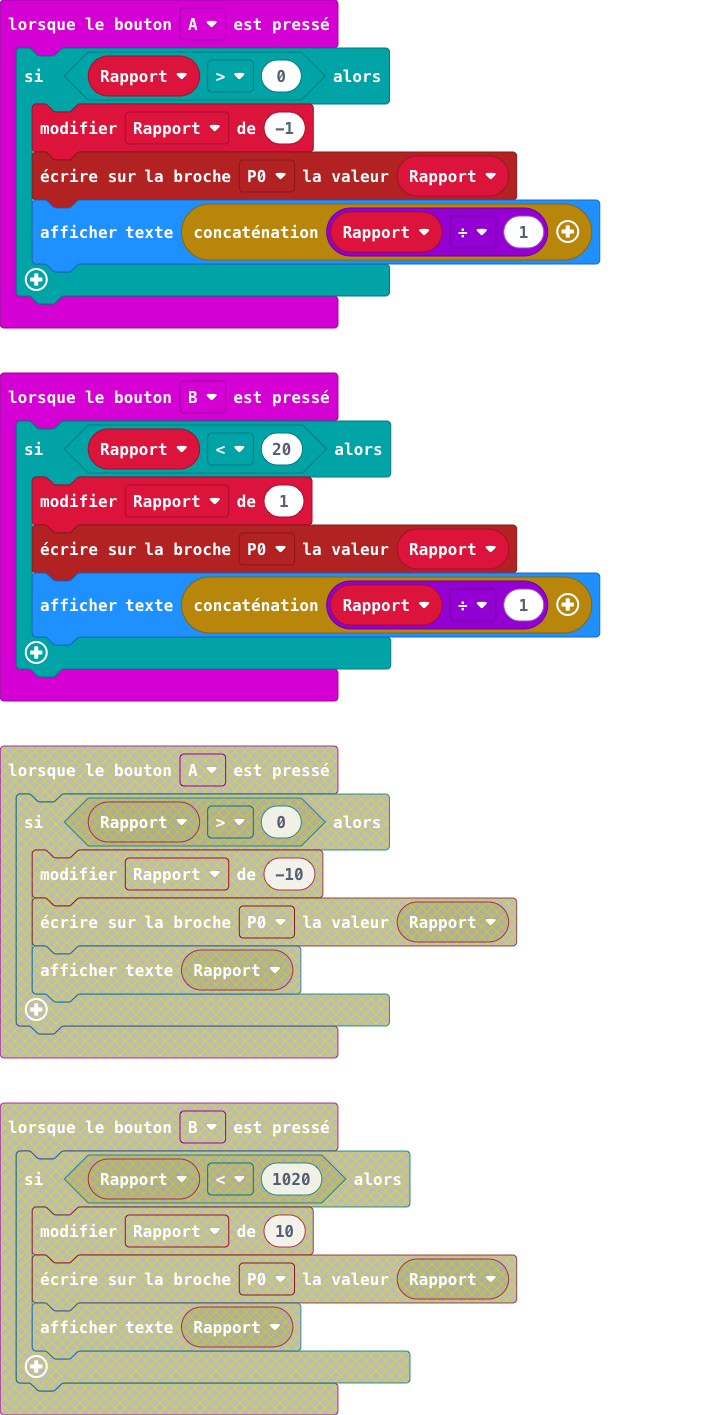 lorsque le bouton A est pressé
si Rapport > 0 alors
modifier Rapport de −1
écrire sur la broche P0 la valeur Rapport
afficher texte concaténation Rapport ÷ 1
lorsque le bouton B est pressé
si Rapport < 20 alors
modifier Rapport de 1
écrire sur la broche P0 la valeur Rapport
afficher texte concaténation Rapport ÷ 1
lorsque le bouton A est pressé
si Rapport > 0 alors
modifier Rapport de −10
écrire sur la broche P0 la valeur Rapport
afficher texte Rapport
lorsque le bouton B est pressé
si Rapport < 1020 alors
modifier Rapport de 10
écrire sur la broche P0 la valeur Rapport
afficher texte Rapport